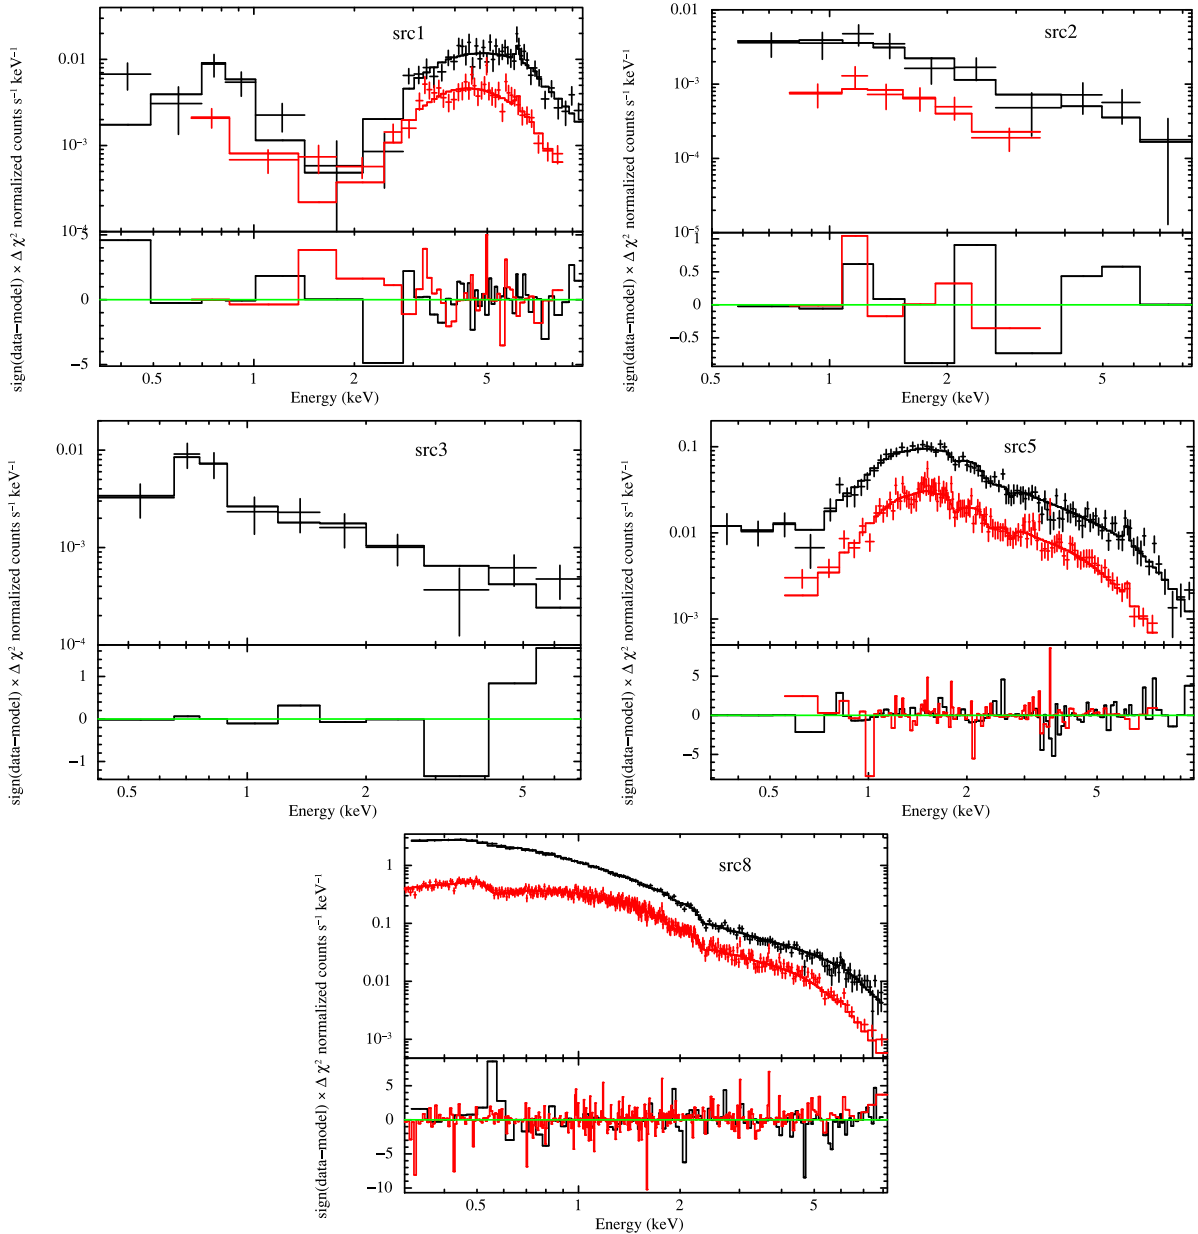 src1
0.01
10⁻³
10⁻⁴
5
0
−5
0.5 1 2 5
Energy (keV)
sign(data−model) × Δ χ² normalized counts s⁻¹ keV⁻¹
src2
0.01
10⁻³
10⁻⁴
10⁻⁵
1
0.5
0
−0.5
0.5 1 2 5
Energy (keV)
sign(data−model) × Δ χ² normalized counts s⁻¹ keV⁻¹
src3
0.01
10⁻³
10⁻⁴
1
0
−1
0.5 1 2 5
Energy (keV)
sign(data−model) × Δ χ² normalized counts s⁻¹ keV⁻¹
src5
0.1
0.01
10⁻³
5
0
−5
0.5 1 2 5
Energy (keV)
sign(data−model) × Δ χ² normalized counts s⁻¹ keV⁻¹
src8
1
0.1
0.01
10⁻³
5
0
−5
−10
0.5 1 2 5
Energy (keV)
sign(data−model) × Δ χ² normalized counts s⁻¹ keV⁻¹